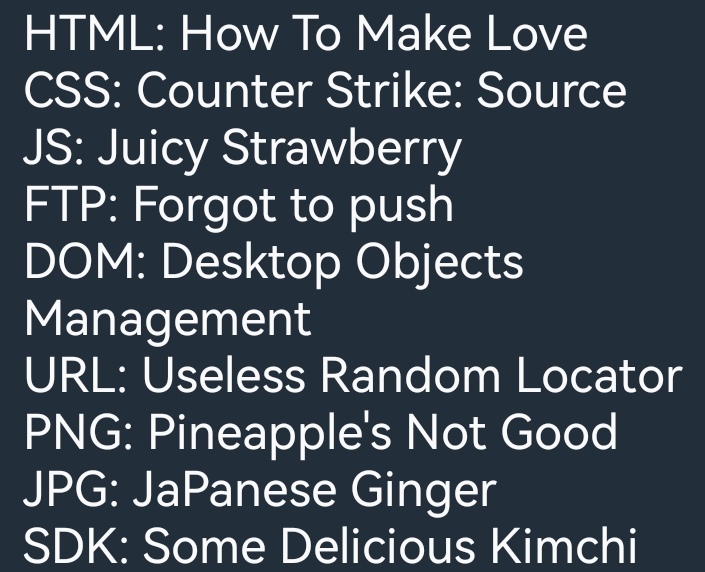 HTML: How To Make Love
CSS: Counter Strike: Source
JS: Juicy Strawberry
FTP: Forgot to push
DOM: Desktop Objects
Management
URL: Useless Random Locator
PNG: Pineapple's Not Good
JPG: JaPanese Ginger
SDK: Some Delicious Kimchi